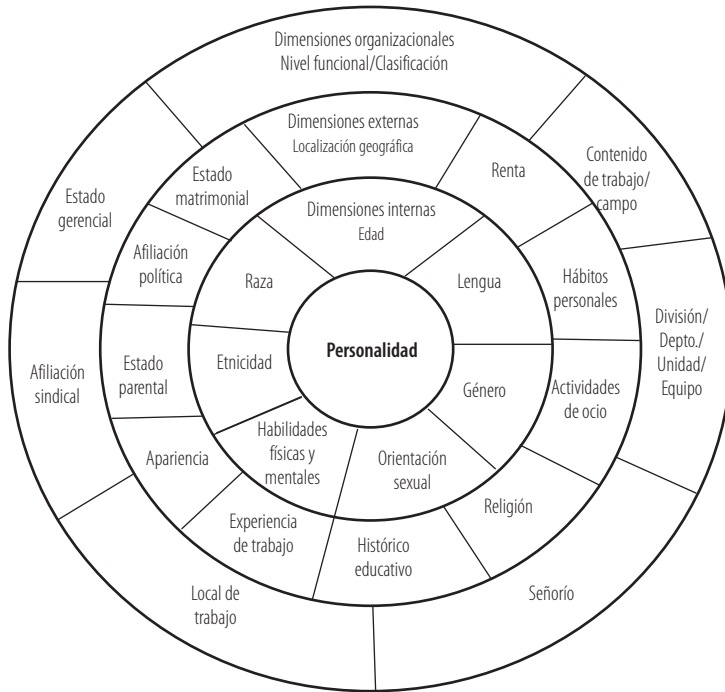 Dimensiones organizacionales
Nivel funcional/Clasificación
Dimensiones externas
Localización geográfica
Dimensiones internas
Edad
Estado
gerencial
Estado
matrimonial
Renta
Contenido
de trabajo/
campo
Afiliación
política
Raza
Lengua
Hábitos
personales
Personalidad
División/
Depto./
Unidad/
Equipo
Afiliación
sindical
Estado
parental
Etnicidad
Género
Actividades
de ocio
Apariencia
Habilidades
físicas y
mentales
Orientación
sexual
Religión
Experiencia
de trabajo
Histórico
educativo
Local de
trabajo
Señorío